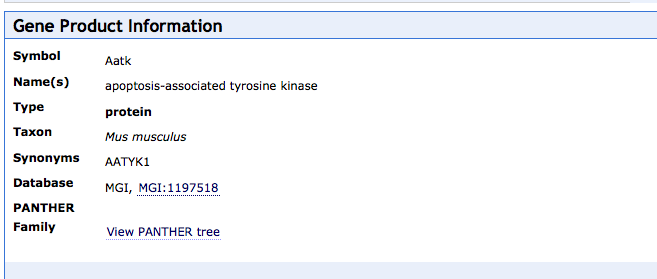 Gene Product Information
Symbol Aatk
Name(s) apoptosis-associated tyrosine kinase
Type protein
Taxon Mus musculus
Synonyms AATYK1
Database MGI, MGI:1197518
PANTHER
Family View PANTHER tree